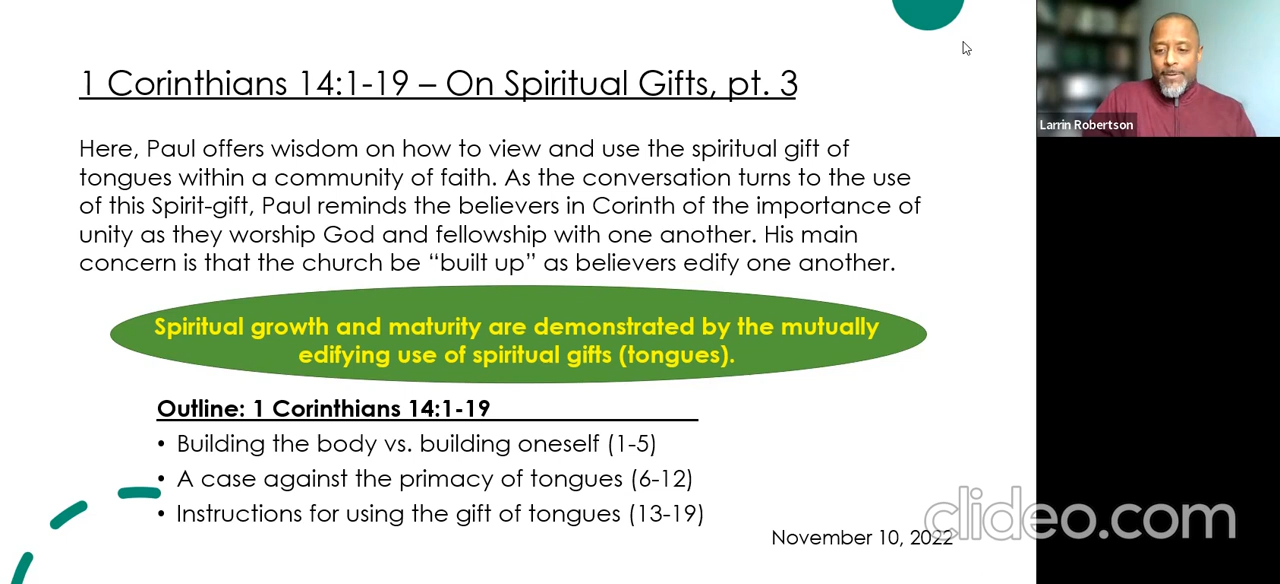 1 Corinthians 14:1-19 – On Spiritual Gifts, pt. 3
Here, Paul offers wisdom on how to view and use the spiritual gift of
tongues within a community of faith. As the conversation turns to the use
of this Spirit-gift, Paul reminds the believers in Corinth of the importance of
unity as they worship God and fellowship with one another. His main
concern is that the church be “built up” as believers edify one another.
Spiritual growth and maturity are demonstrated by the mutually
edifying use of spiritual gifts (tongues).
Outline: 1 Corinthians 14:1-19
• Building the body vs. building oneself (1-5)
• A case against the primacy of tongues (6-12)
• Instructions for using the gift of tongues (13-19)
November 10, 2022
Larrin Robertson
clideo.com